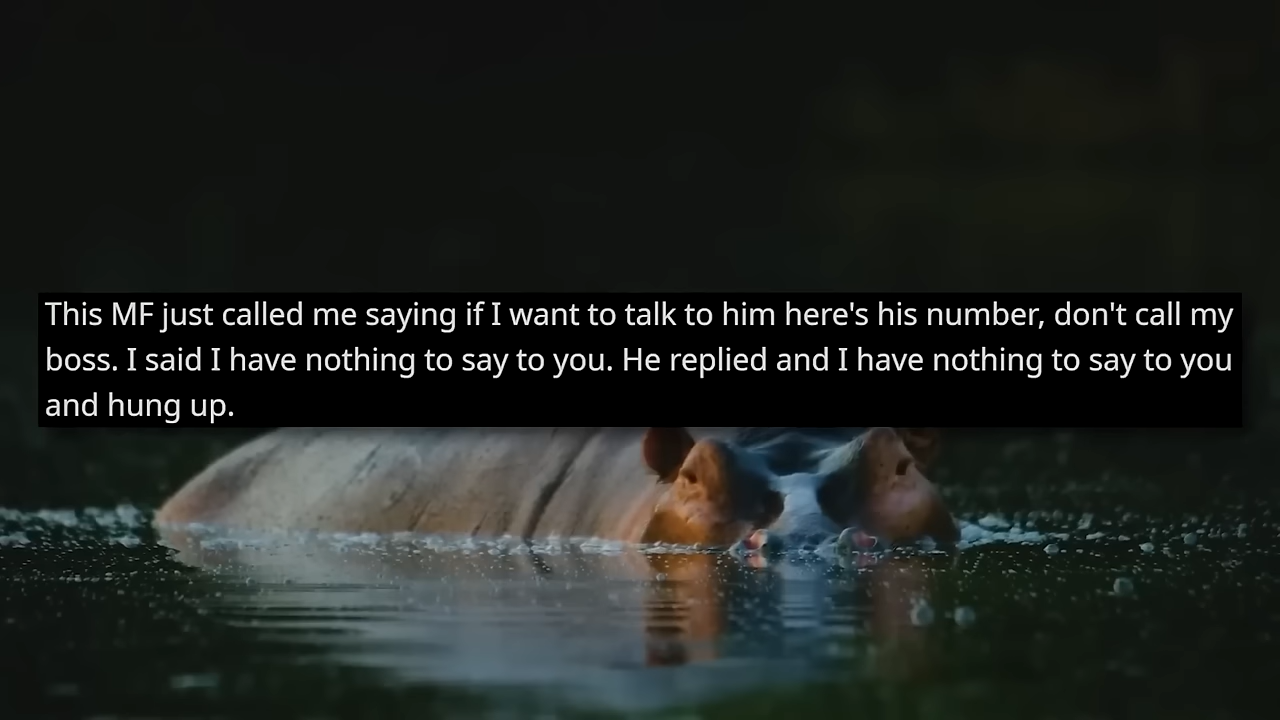 This MF just called me saying if I want to talk to him here's his number, don't call my
boss. I said I have nothing to say to you. He replied and I have nothing to say to you
and hung up.